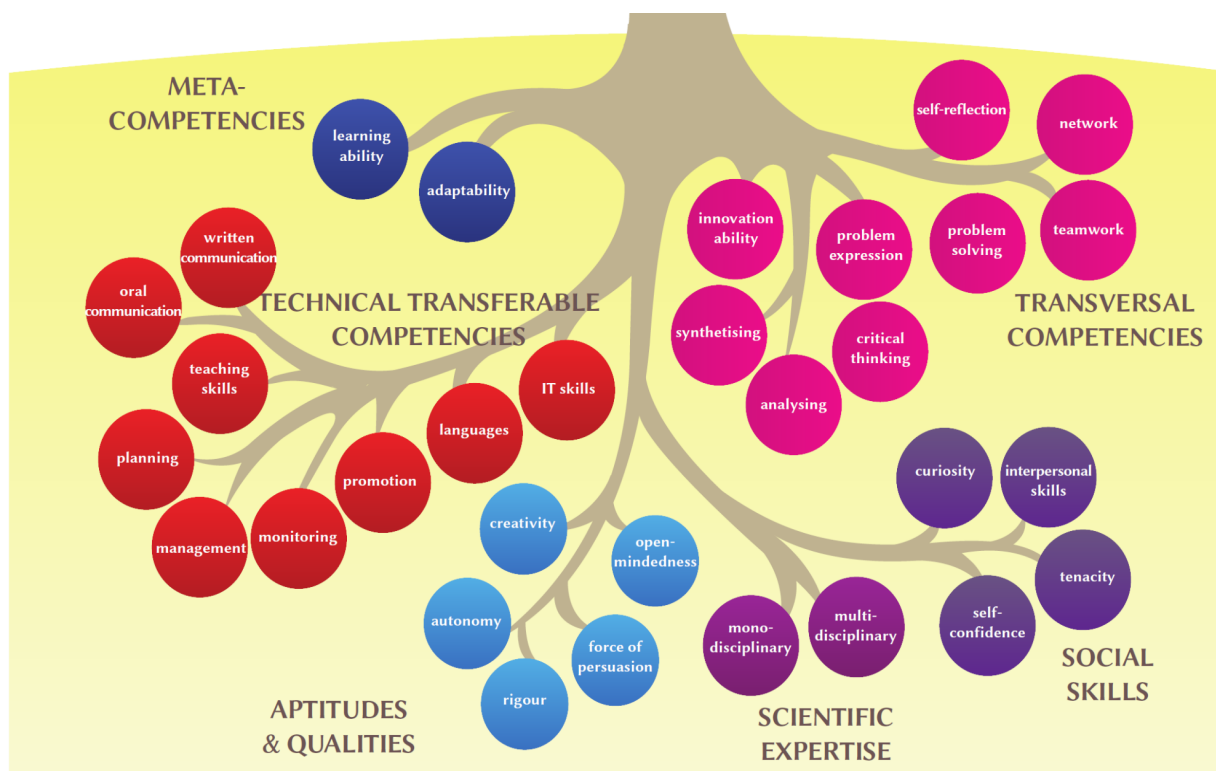 META-
COMPETENCIES
learning
ability
adaptability
written
communication
oral
communication
TECHNICAL TRANSFERABLE
COMPETENCIES
teaching
skills
IT skills
languages
planning
promotion
management
monitoring
self-reflection
network
innovation
ability
problem
expression
problem
solving
teamwork
TRANSVERSAL
COMPETENCIES
synthetising
critical
thinking
analysing
curiosity
interpersonal
skills
tenacity
self-
confidence
SOCIAL
SKILLS
creativity
open-
mindedness
autonomy
force of
persuasion
rigour
APTITUDES
& QUALITIES
mono-
disciplinary
multi-
disciplinary
SCIENTIFIC
EXPERTISE